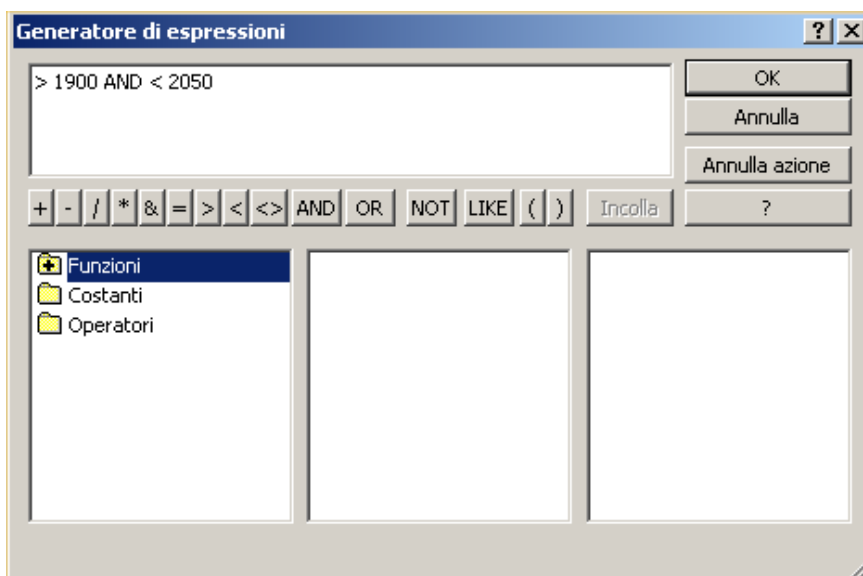 Generatore di espressioni
> 1900 AND < 2050
OK
Annulla
Annulla azione
+ - / * & = > < <> AND OR NOT LIKE ( ) Incolla ?
Funzioni
Costanti
Operatori